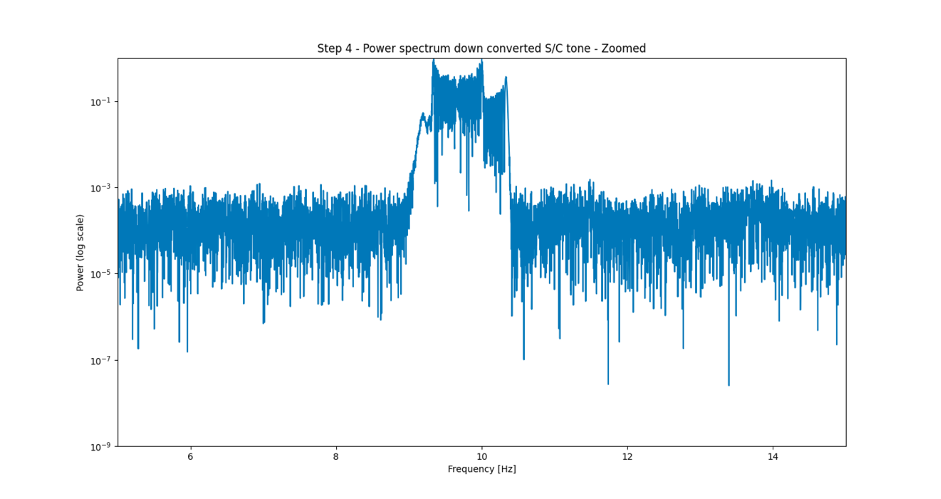 Step 4 - Power spectrum down converted S/C tone - Zoomed
Power (log scale)
10⁻¹
10⁻³
10⁻⁵
10⁻⁷
10⁻⁹
6 8 10 12 14
Frequency [Hz]